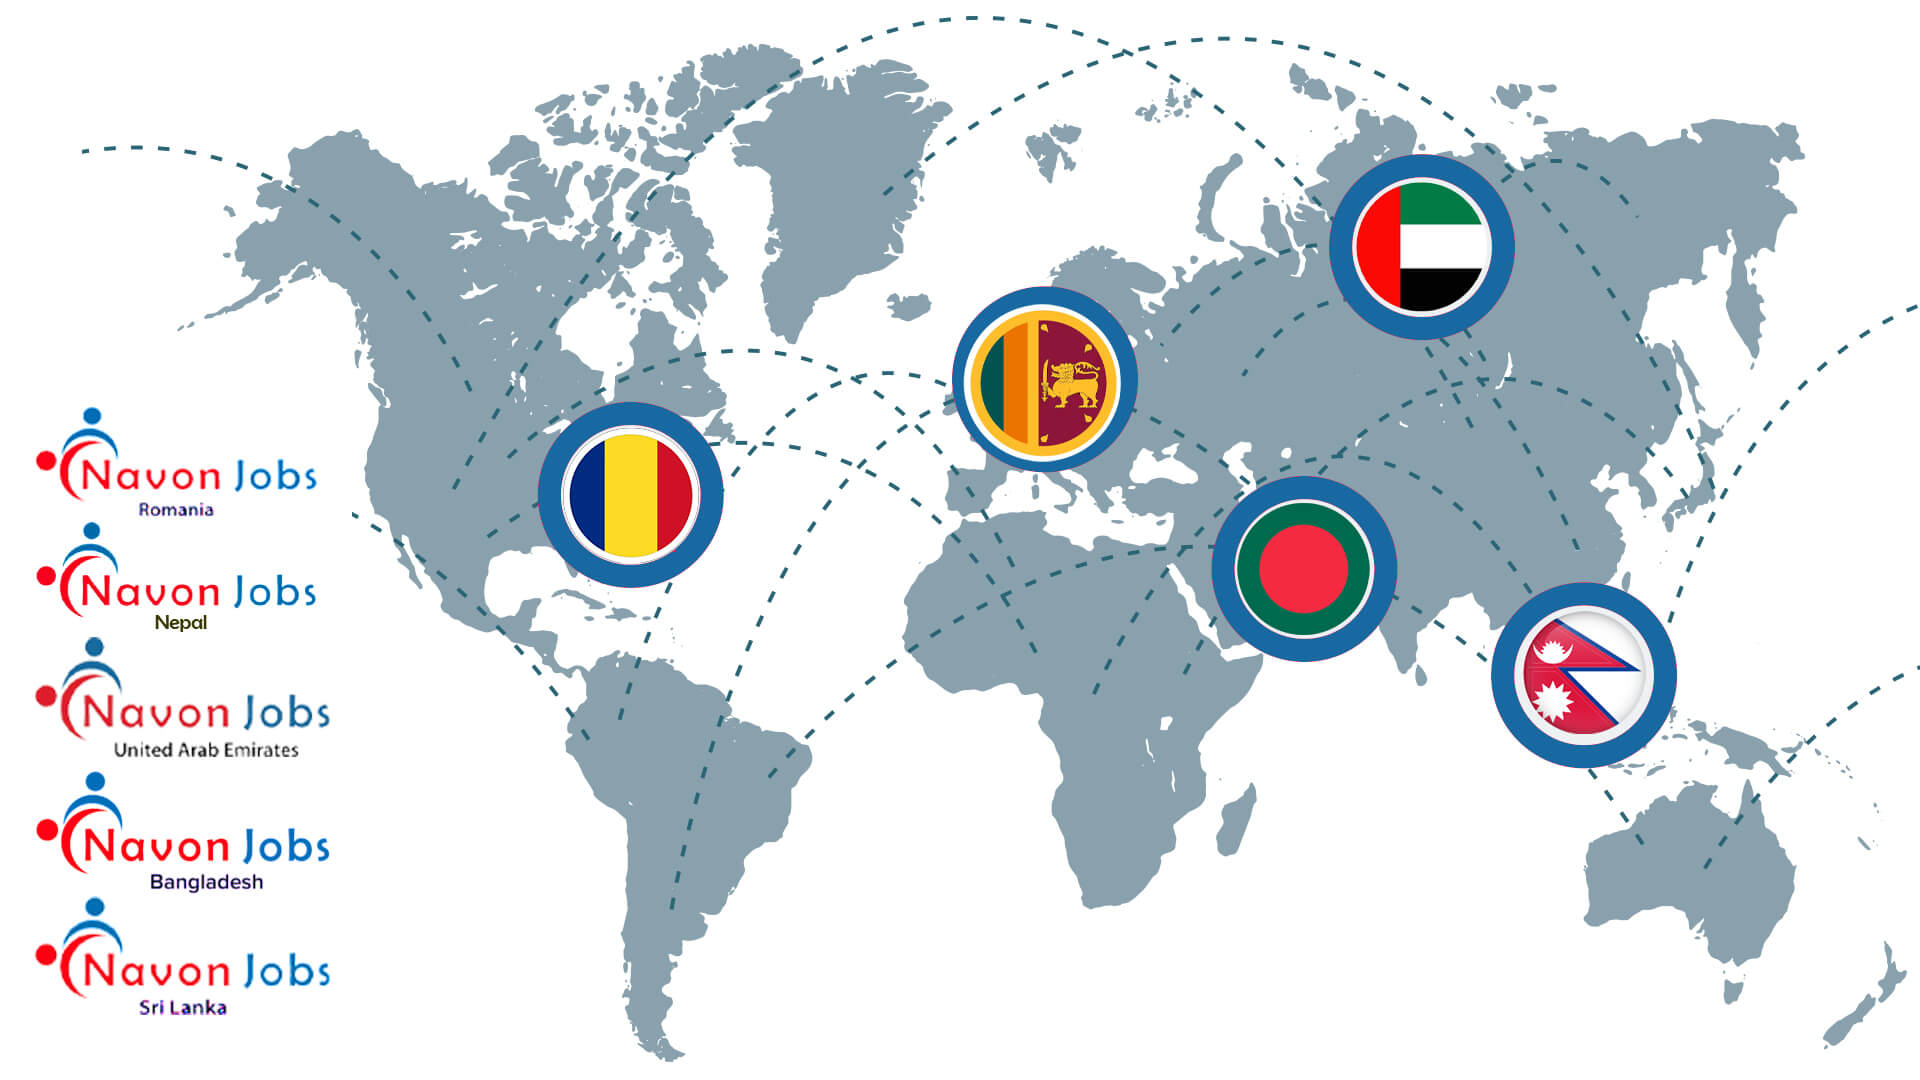 Navon Jobs
Romania
Navon Jobs
Nepal
Navon Jobs
United Arab Emirates
Navon Jobs
Bangladesh
Navon Jobs
Sri Lanka